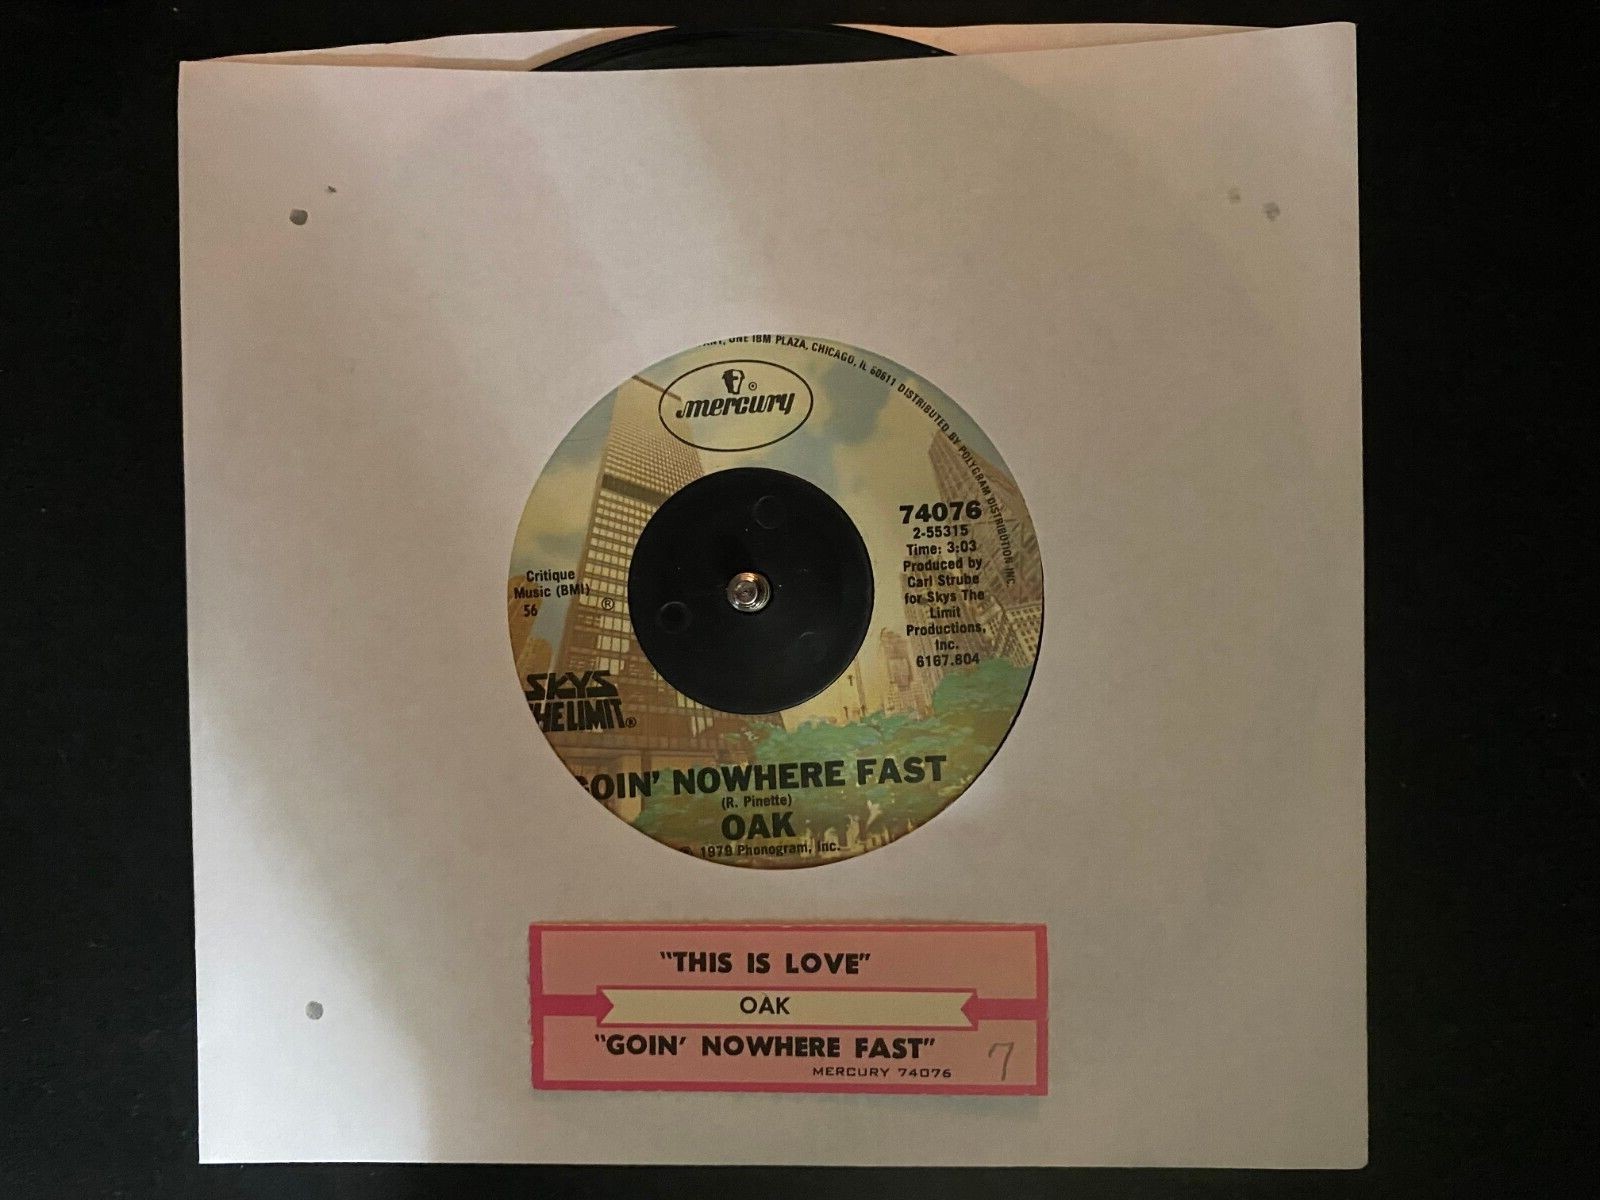 ONE IBM PLAZA, CHICAGO, IL 60611 DISTRIBUTED BY POLYGRAM DISTRIBUTION INC.
mercury ®
74076
2-55315
Time: 3:03
Produced by
Carl Strube
for Skys The
Limit
Productions,
Inc.
6167.804
Critique
Music (BMI)
56
®
SKYS
THE LIMIT®
GOIN' NOWHERE FAST
(R. Pinette)
OAK
℗ 1979 Phonogram, Inc.
"THIS IS LOVE"
OAK
"GOIN' NOWHERE FAST"
MERCURY 74076
7